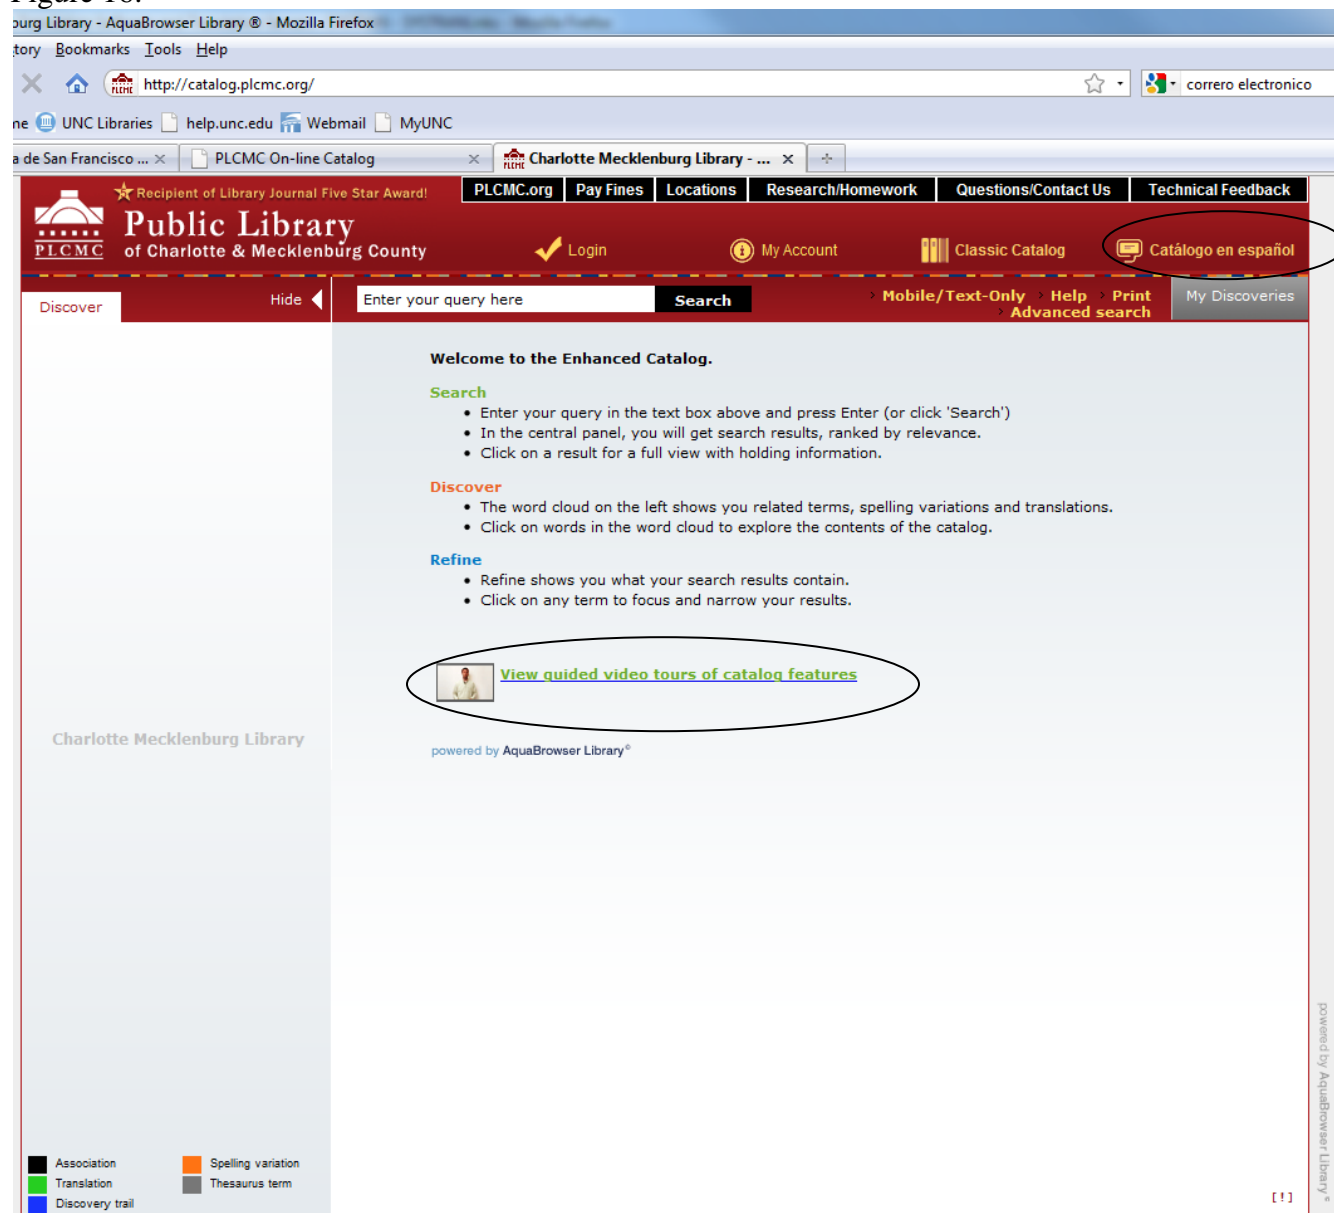 Figure 18.
burg Library - AquaBrowser Library ® - Mozilla Firefox
tory Bookmarks Tools Help
http://catalog.plcmc.org/
correro electronico
me UNC Libraries help.unc.edu Webmail MyUNC
a de San Francisco ... PLCMC On-line Catalog Charlotte Mecklenburg Library - ...
Recipient of Library Journal Five Star Award! PLCMC.org Pay Fines Locations Research/Homework Questions/Contact Us Technical Feedback
Public Library
PLCMC of Charlotte & Mecklenburg County Login My Account Classic Catalog Catálogo en español
Discover Hide Enter your query here Search Mobile/Text-Only Help Print My Discoveries
Advanced search
Welcome to the Enhanced Catalog.
Search
• Enter your query in the text box above and press Enter (or click 'Search')
• In the central panel, you will get search results, ranked by relevance.
• Click on a result for a full view with holding information.
Discover
• The word cloud on the left shows you related terms, spelling variations and translations.
• Click on words in the word cloud to explore the contents of the catalog.
Refine
• Refine shows you what your search results contain.
• Click on any term to focus and narrow your results.
View guided video tours of catalog features
Charlotte Mecklenburg Library
powered by AquaBrowser Library©
powered by AquaBrowser Library©
Association Spelling variation
Translation Thesaurus term
Discovery trail
[!]